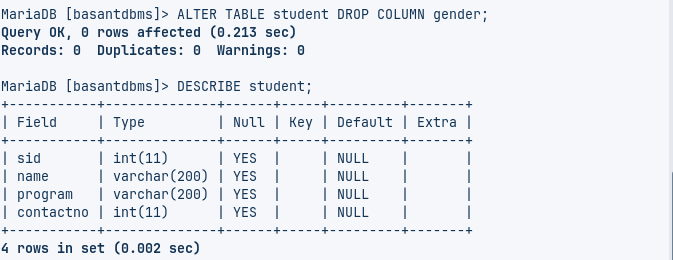 MariaDB [basantdbms]> ALTER TABLE student DROP COLUMN gender;
Query OK, 0 rows affected (0.213 sec)
Records: 0  Duplicates: 0  Warnings: 0

MariaDB [basantdbms]> DESCRIBE student;
+-----------+--------------+------+-----+---------+-------+
| Field     | Type         | Null | Key | Default | Extra |
+-----------+--------------+------+-----+---------+-------+
| sid       | int(11)      | YES  |     | NULL    |       |
| name      | varchar(200) | YES  |     | NULL    |       |
| program   | varchar(200) | YES  |     | NULL    |       |
| contactno | int(11)      | YES  |     | NULL    |       |
+-----------+--------------+------+-----+---------+-------+
4 rows in set (0.002 sec)